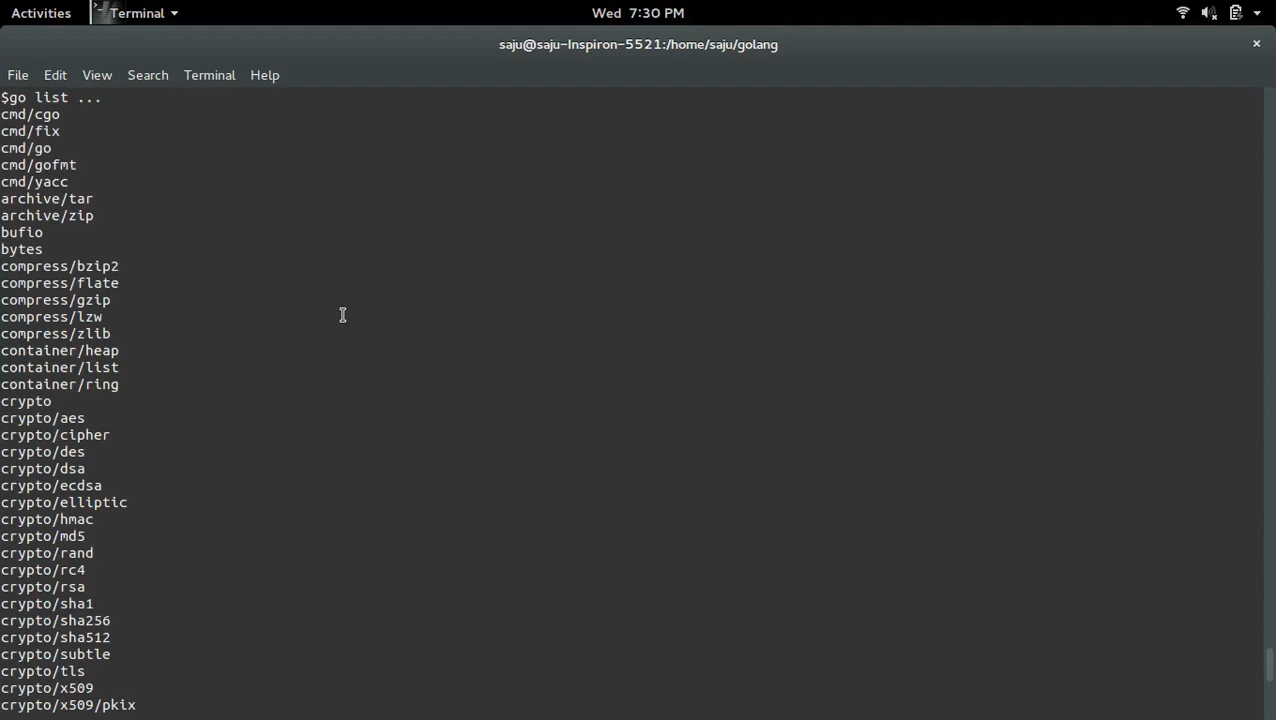 Activities Terminal Wed 7:30 PM
saju@saju-Inspiron-5521:/home/saju/golang ×
File Edit View Search Terminal Help
$go list ...
cmd/cgo
cmd/fix
cmd/go
cmd/gofmt
cmd/yacc
archive/tar
archive/zip
bufio
bytes
compress/bzip2
compress/flate
compress/gzip
compress/lzw
compress/zlib
container/heap
container/list
container/ring
crypto
crypto/aes
crypto/cipher
crypto/des
crypto/dsa
crypto/ecdsa
crypto/elliptic
crypto/hmac
crypto/md5
crypto/rand
crypto/rc4
crypto/rsa
crypto/sha1
crypto/sha256
crypto/sha512
crypto/subtle
crypto/tls
crypto/x509
crypto/x509/pkix